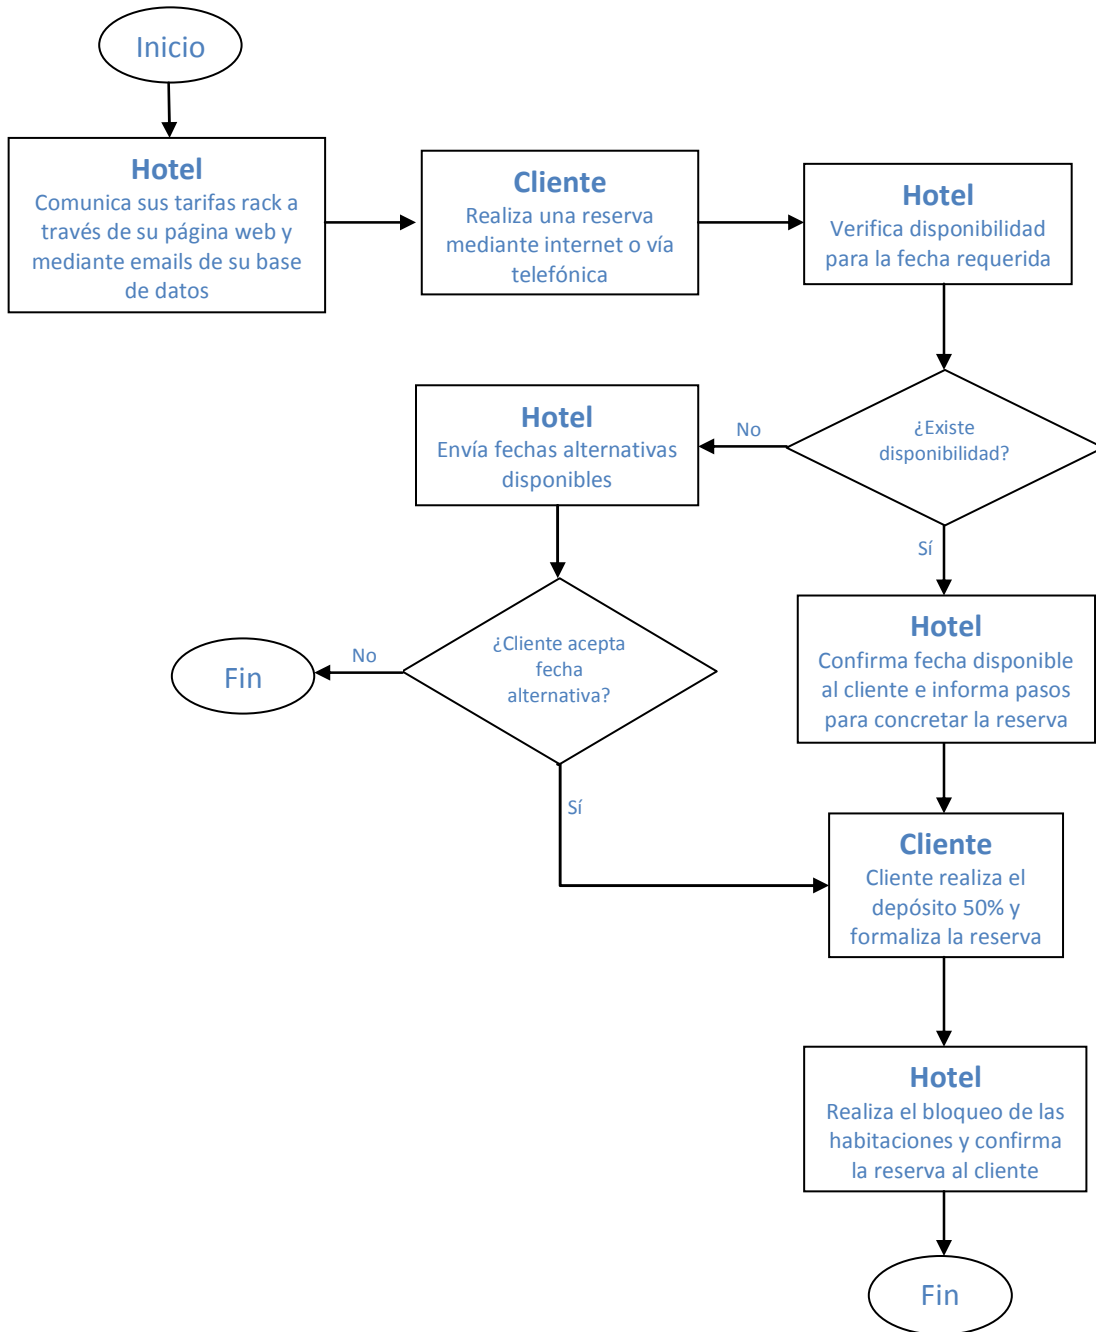 Inicio
Hotel
Comunica sus tarifas rack a
través de su página web y
mediante emails de su base
de datos
Cliente
Realiza una reserva
mediante internet o vía
telefónica
Hotel
Verifica disponibilidad
para la fecha requerida
¿Existe
disponibilidad?
No
Hotel
Envía fechas alternativas
disponibles
Sí
¿Cliente acepta
fecha
alternativa?
No
Fin
Hotel
Confirma fecha disponible
al cliente e informa pasos
para concretar la reserva
Sí
Cliente
Cliente realiza el
depósito 50% y
formaliza la reserva
Hotel
Realiza el bloqueo de las
habitaciones y confirma
la reserva al cliente
Fin